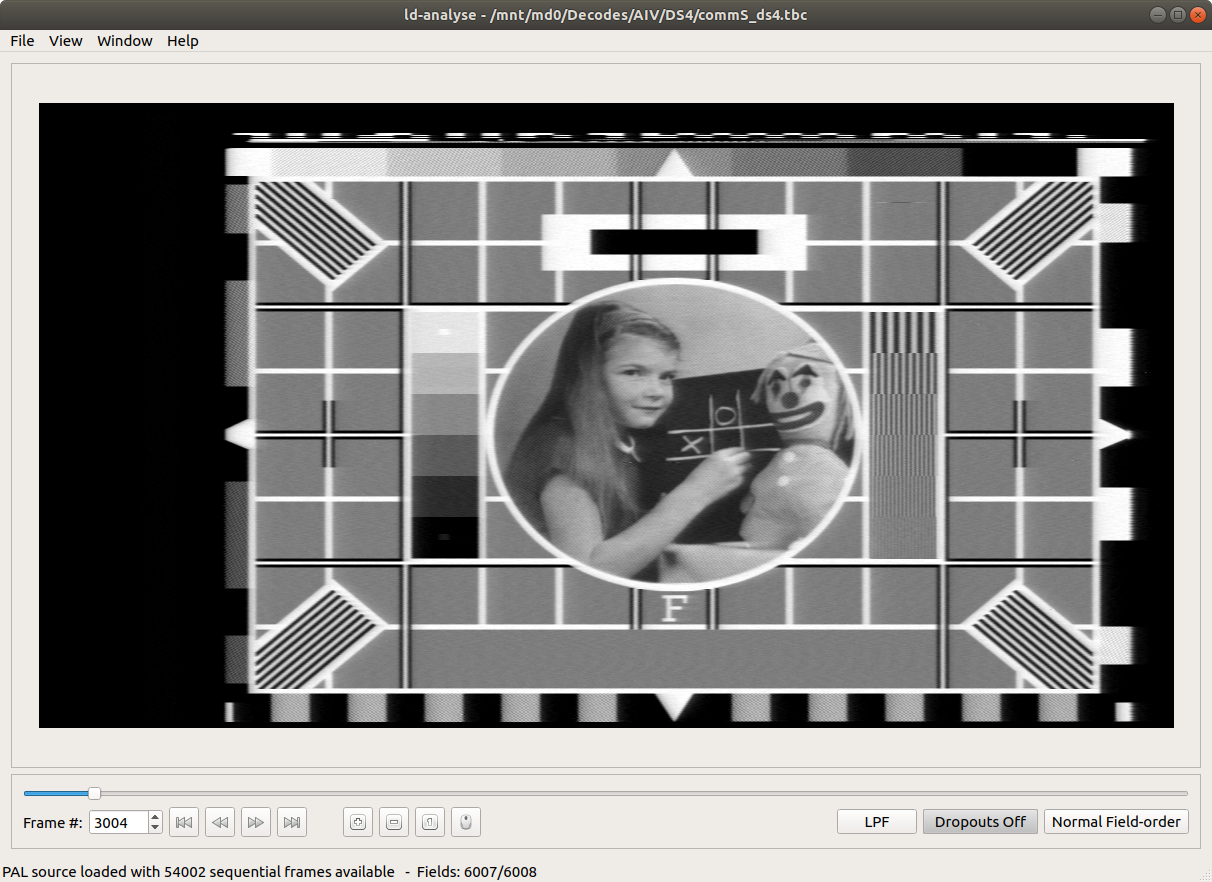 ld-analyse - /mnt/md0/Decodes/AIV/DS4/commS_ds4.tbc
File View Window Help
X O
F
Frame #: 3004 LPF Dropouts Off Normal Field-order
PAL source loaded with 54002 sequential frames available - Fields: 6007/6008